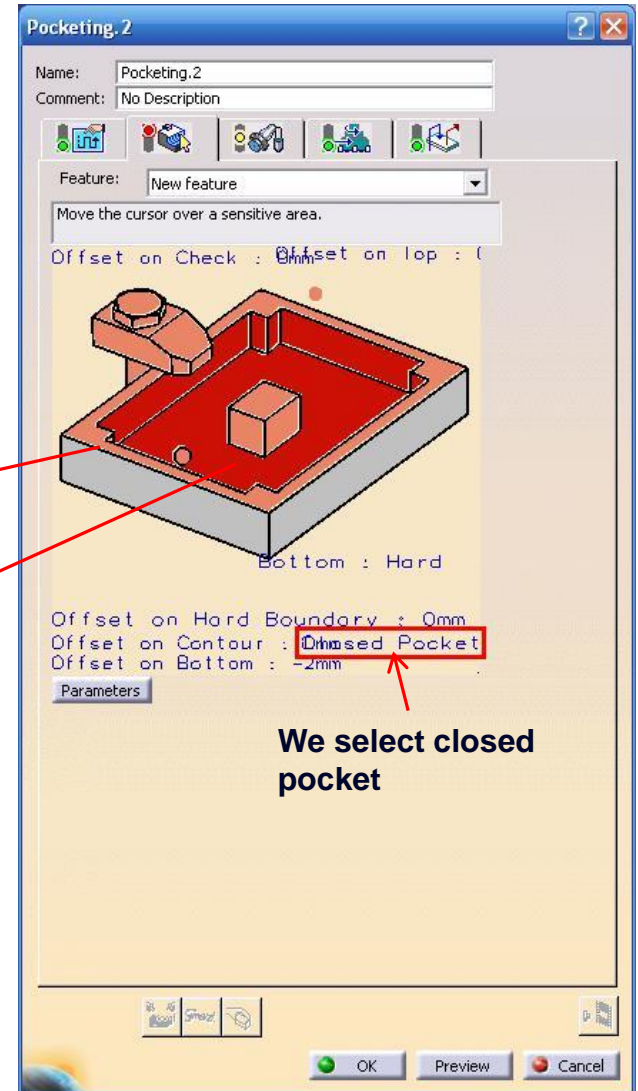 Pocketing.2
Name: Pocketing.2
Comment: No Description
Feature: New feature
Move the cursor over a sensitive area.
Offset on Check : Offset on Top :
Bottom : Hard
Offset on Hard Boundary : 0mm
Offset on Contour : Closed Pocket
Offset on Bottom : -2mm
Parameters
We select closed
pocket
Smart
OK Preview Cancel